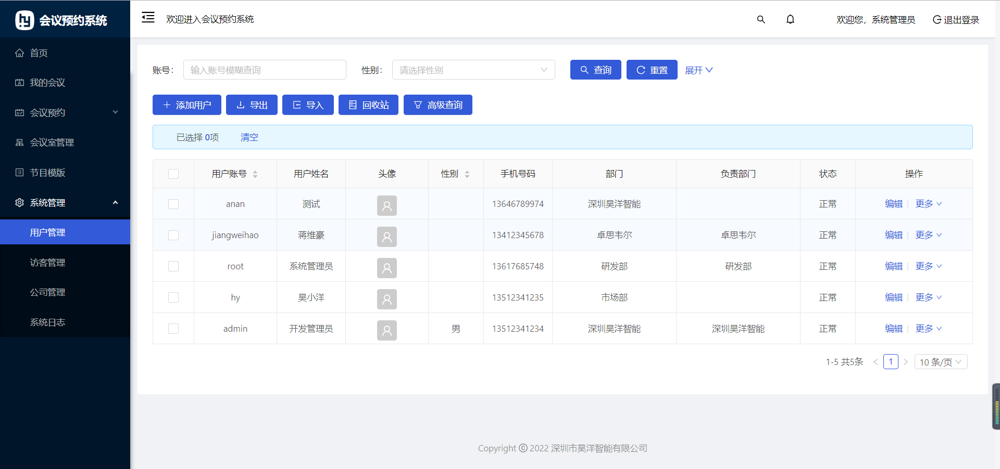 会议预约系统
欢迎进入会议预约系统
欢迎您，系统管理员
退出登录
首页
我的会议
会议预约
会议室管理
节目模版
系统管理
用户管理
访客管理
公司管理
系统日志
账号： 输入账号模糊查询 性别： 请选择性别 查询 重置 展开
添加用户 导出 导入 回收站 高级查询
已选择 0项 清空
用户账号 用户姓名 头像 性别 手机号码 部门 负责部门 状态 操作
anan 测试 13646789974 深圳昊洋智能 正常 编辑 更多
jiangweihao 蒋维豪 13412345678 卓思韦尔 卓思韦尔 正常 编辑 更多
root 系统管理员 13617685748 研发部 研发部 正常 编辑 更多
hy 昊小洋 13512341235 市场部 正常 编辑 更多
admin 开发管理员 男 13512341234 深圳昊洋智能 深圳昊洋智能 正常 编辑 更多
1-5 共5条 < 1 > 10 条/页
Copyright © 2022 深圳市昊洋智能有限公司